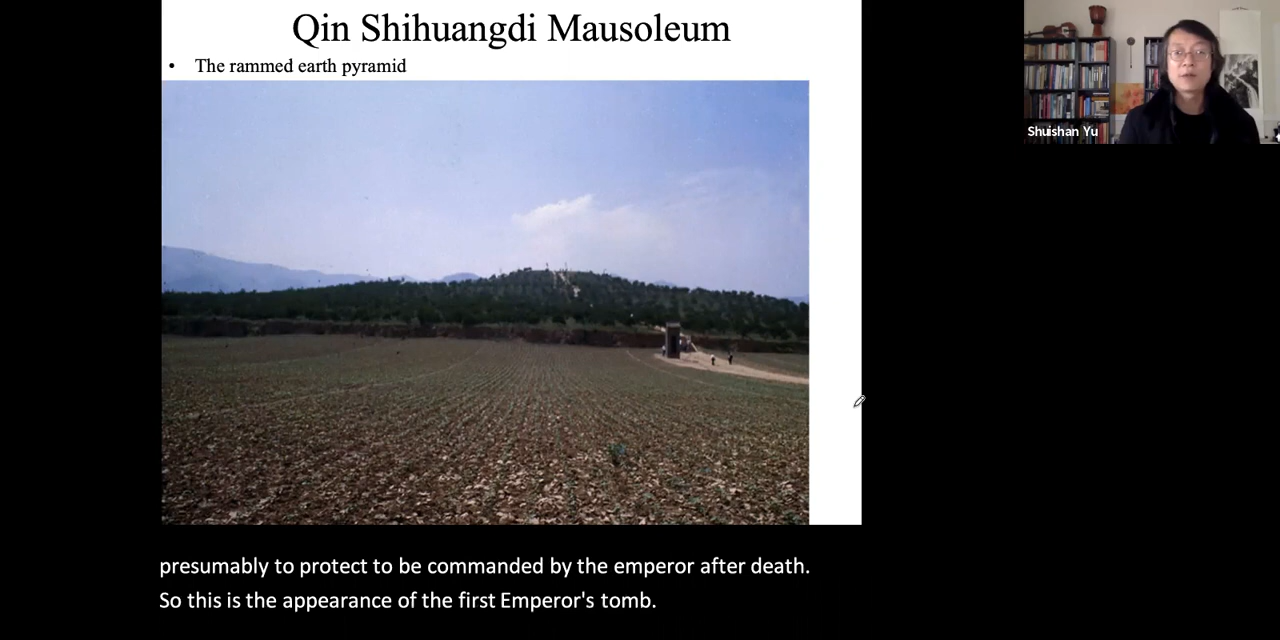 Qin Shihuangdi Mausoleum
• The rammed earth pyramid
Shuishan Yu
presumably to protect to be commanded by the emperor after death.
So this is the appearance of the first Emperor's tomb.